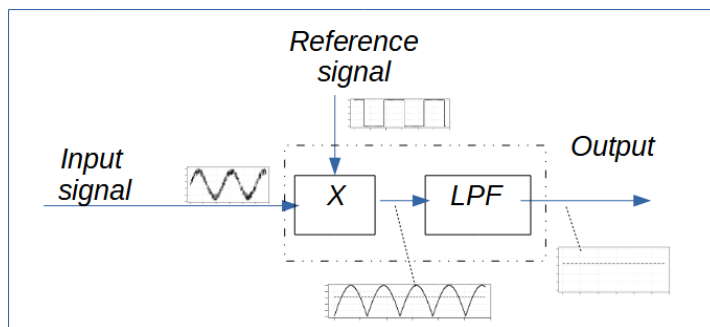 Reference
signal
Input
signal
Output
X
LPF